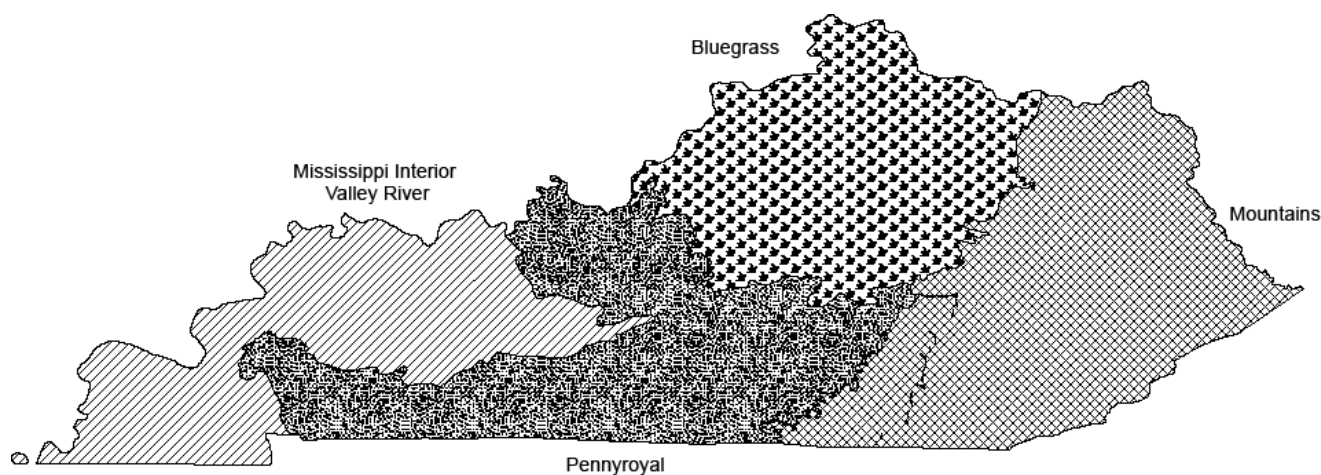 Bluegrass
Mississippi Interior
Valley River
Mountains
Pennyroyal